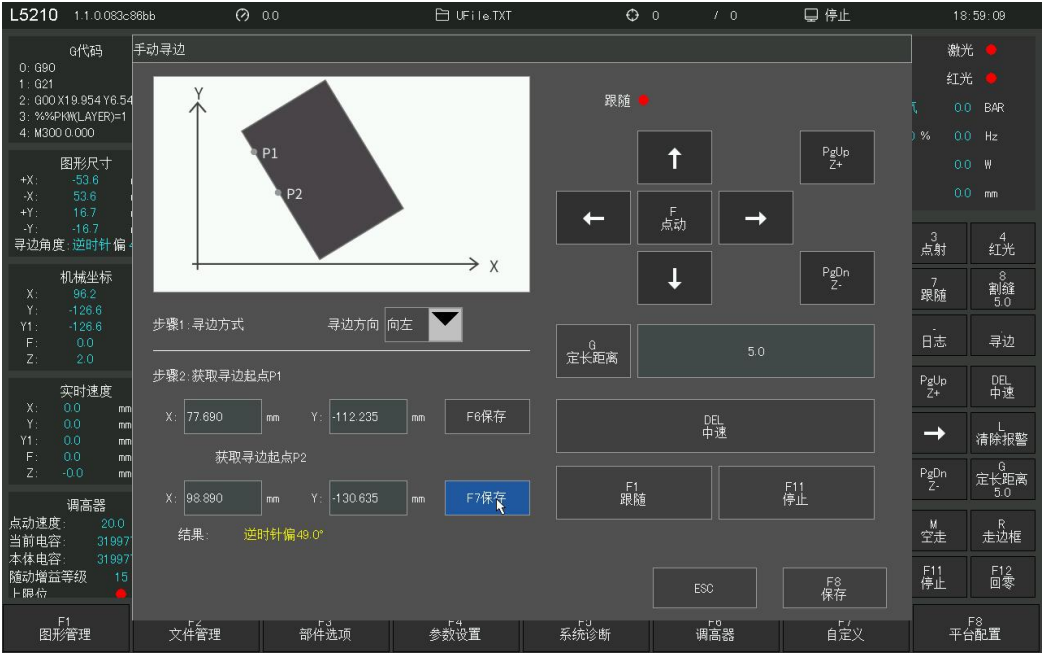 L5210 1.1.0.083c86bb 0.0 UFile.TXT 0 / 0 停止 18:59:09
G代码
0: G90
1: G21
2: G00 X19.954 Y6.54
3: %%PKW(LAYER)=1
4: M300 0.000
图形尺寸
+X: -53.6
-X: 53.6
+Y: 16.7
-Y: -16.7
寻边角度:逆时针偏
机械坐标
X: 96.2
Y: -126.6
Y1: -126.6
F: 0.0
Z: 2.0
实时速度
X: 0.0 mm
Y: 0.0 mm
Y1: 0.0 mm
F: 0.0 mm
Z: -0.0 mm
调高器
点动速度: 20.0
当前电容: 31997
本体电容: 31997
随动增益等级 15
上限位
手动寻边
Y
P1
P2
X
步骤1:寻边方式 寻边方向 向左
步骤2:获取寻边起点P1
X: 77.690 mm Y: -112.235 mm F6保存
获取寻边起点P2
X: 98.890 mm Y: -130.635 mm F7保存
结果: 逆时针偏49.0°
跟随
PgUp
Z+
F
点动
PgDn
Z-
G
定长距离
5.0
DEL
中速
F1
跟随
F11
停止
ESC
F8
保存
激光
红光
0.0 BAR
% 0.0 Hz
0.0 W
0.0 mm
3
点射
4
红光
7
跟随
8
割缝
5.0
-
日志
.
寻边
PgUp
Z+
DEL
中速
L
清除报警
PgDn
Z-
G
定长距离
5.0
M
空走
R
走边框
F11
停止
F12
回零
F1
图形管理
F2
文件管理
F3
部件选项
F4
参数设置
F5
系统诊断
F6
调高器
F7
自定义
F8
平台配置